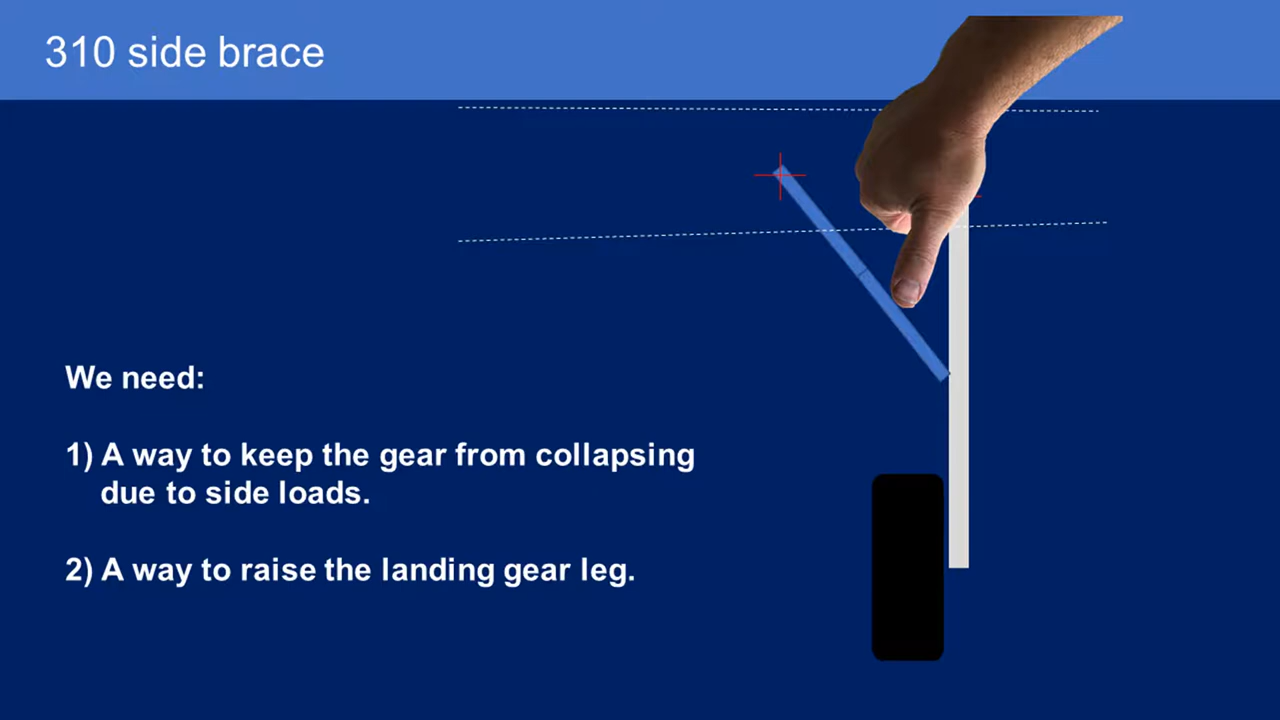 310 side brace
We need:
1) A way to keep the gear from collapsing
due to side loads.
2) A way to raise the landing gear leg.